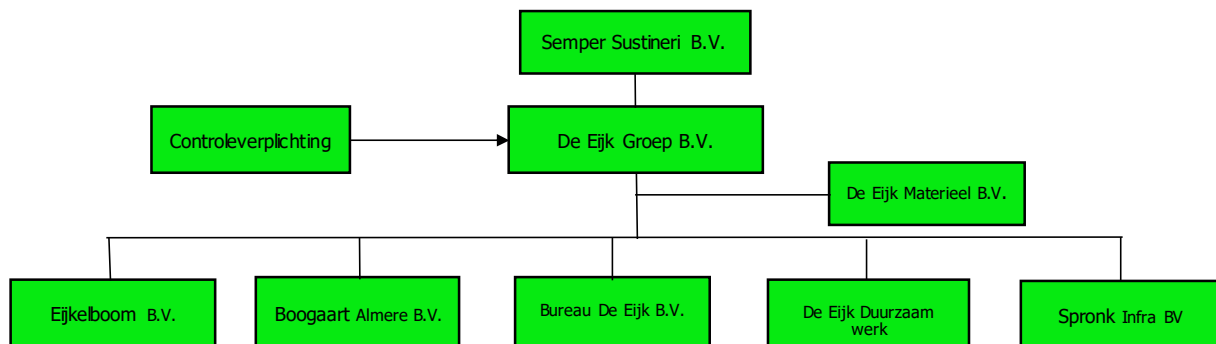 Semper Sustineri B.V.
Controleverplichting
De Eijk Groep B.V.
De Eijk Materieel B.V.
Eijkelboom B.V.
Boogaart Almere B.V.
Bureau De Eijk B.V.
De Eijk Duurzaam
werk
Spronk Infra BV